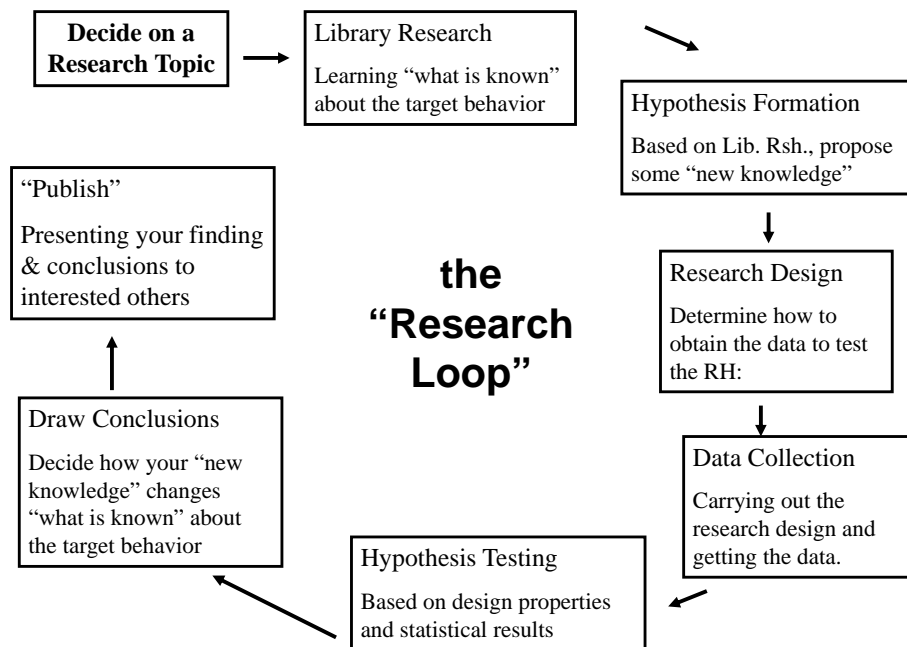 Decide on a
Research Topic
Library Research
Learning “what is known”
about the target behavior
Hypothesis Formation
Based on Lib. Rsh., propose
some “new knowledge”
Research Design
Determine how to
obtain the data to test
the RH:
Data Collection
Carrying out the
research design and
getting the data.
Hypothesis Testing
Based on design properties
and statistical results
Draw Conclusions
Decide how your “new
knowledge” changes
“what is known” about
the target behavior
“Publish”
Presenting your finding
& conclusions to
interested others
the
“Research
Loop”